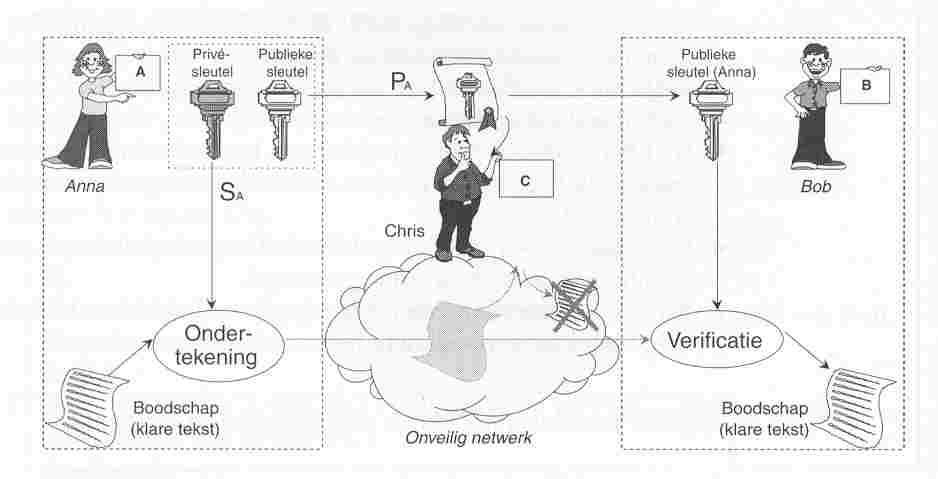 A
Privé-
sleutel
Publieke
sleutel
Anna
PA
SA
C
Chris
Publieke
sleutel (Anna)
B
Bob
Onder-
tekening
Verificatie
Boodschap
(klare tekst)
Onveilig netwerk
Boodschap
(klare tekst)